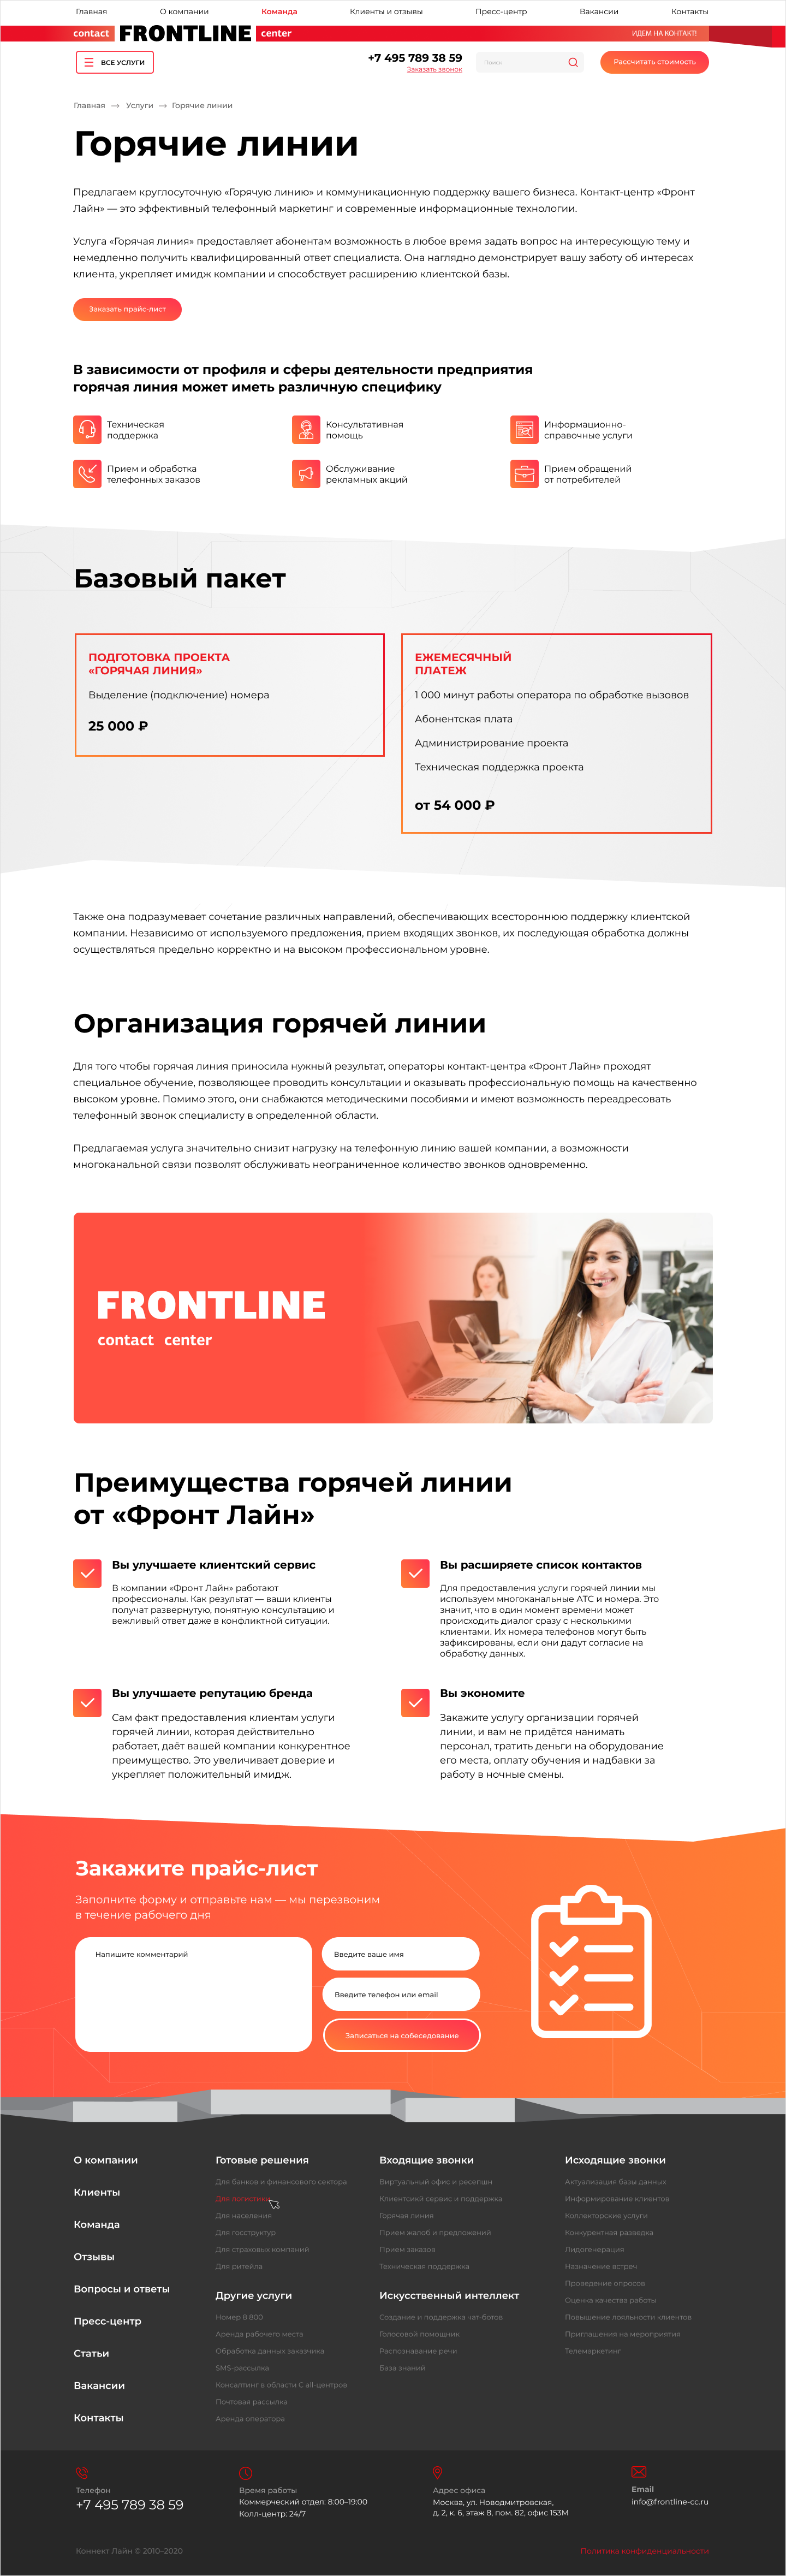 Главная О компании Команда Клиенты и отзывы Пресс-центр Вакансии Контакты
contact FRONTLINE center ИДЕМ НА КОНТАКТ!
ВСЕ УСЛУГИ
+7 495 789 38 59
Заказать звонок
Поиск
Рассчитать стоимость
Главная Услуги Горячие линии
Горячие линии
Предлагаем круглосуточную «Горячую линию» и коммуникационную поддержку вашего бизнеса. Контакт-центр «Фронт
Лайн» — это эффективный телефонный маркетинг и современные информационные технологии.
Услуга «Горячая линия» предоставляет абонентам возможность в любое время задать вопрос на интересующую тему и
немедленно получить квалифицированный ответ специалиста. Она наглядно демонстрирует вашу заботу об интересах
клиента, укрепляет имидж компании и способствует расширению клиентской базы.
Заказать прайс-лист
В зависимости от профиля и сферы деятельности предприятия
горячая линия может иметь различную специфику
Техническая
поддержка
Консультативная
помощь
Информационно-
справочные услуги
Прием и обработка
телефонных заказов
Обслуживание
рекламных акций
Прием обращений
от потребителей
Базовый пакет
ПОДГОТОВКА ПРОЕКТА
«ГОРЯЧАЯ ЛИНИЯ»
Выделение (подключение) номера
25 000 ₽
ЕЖЕМЕСЯЧНЫЙ
ПЛАТЕЖ
1 000 минут работы оператора по обработке вызовов
Абонентская плата
Администрирование проекта
Техническая поддержка проекта
от 54 000 ₽
Также она подразумевает сочетание различных направлений, обеспечивающих всестороннюю поддержку клиентской
компании. Независимо от используемого предложения, прием входящих звонков, их последующая обработка должны
осуществляться предельно корректно и на высоком профессиональном уровне.
Организация горячей линии
Для того чтобы горячая линия приносила нужный результат, операторы контакт-центра «Фронт Лайн» проходят
специальное обучение, позволяющее проводить консультации и оказывать профессиональную помощь на качественно
высоком уровне. Помимо этого, они снабжаются методическими пособиями и имеют возможность переадресовать
телефонный звонок специалисту в определенной области.
Предлагаемая услуга значительно снизит нагрузку на телефонную линию вашей компании, а возможности
многоканальной связи позволят обслуживать неограниченное количество звонков одновременно.
FRONTLINE
contact center
Преимущества горячей линии
от «Фронт Лайн»
Вы улучшаете клиентский сервис
В компании «Фронт Лайн» работают
профессионалы. Как результат — ваши клиенты
получат развернутую, понятную консультацию и
вежливый ответ даже в конфликтной ситуации.
Вы расширяете список контактов
Для предоставления услуги горячей линии мы
используем многоканальные АТС и номера. Это
значит, что в один момент времени может
происходить диалог сразу с несколькими
клиентами. Их номера телефонов могут быть
зафиксированы, если они дадут согласие на
обработку данных.
Вы улучшаете репутацию бренда
Сам факт предоставления клиентам услуги
горячей линии, которая действительно
работает, даёт вашей компании конкурентное
преимущество. Это увеличивает доверие и
укрепляет положительный имидж.
Вы экономите
Закажите услугу организации горячей
линии, и вам не придётся нанимать
персонал, тратить деньги на оборудование
его места, оплату обучения и надбавки за
работу в ночные смены.
Закажите прайс-лист
Заполните форму и отправьте нам — мы перезвоним
в течение рабочего дня
Напишите комментарий
Введите ваше имя
Введите телефон или email
Записаться на собеседование
О компании
Клиенты
Команда
Отзывы
Вопросы и ответы
Пресс-центр
Статьи
Вакансии
Контакты
Готовые решения
Для банков и финансового сектора
Для логистики
Для населения
Для госструктур
Для страховых компаний
Для ритейла
Другие услуги
Номер 8 800
Аренда рабочего места
Обработка данных заказчика
SMS-рассылка
Консалтинг в области C all-центров
Почтовая рассылка
Аренда оператора
Входящие звонки
Виртуальный офис и ресепшн
Клиентский сервис и поддержка
Горячая линия
Прием жалоб и предложений
Прием заказов
Техническая поддержка
Искусственный интеллект
Создание и поддержка чат-ботов
Голосовой помощник
Распознавание речи
База знаний
Исходящие звонки
Актуализация базы данных
Информирование клиентов
Коллекторские услуги
Конкурентная разведка
Лидогенерация
Назначение встреч
Проведение опросов
Оценка качества работы
Повышение лояльности клиентов
Приглашения на мероприятия
Телемаркетинг
Телефон
+7 495 789 38 59
Время работы
Коммерческий отдел: 8:00–19:00
Колл-центр: 24/7
Адрес офиса
Москва, ул. Новодмитровская,
д. 2, к. 6, этаж 8, пом. 82, офис 153М
Email
info@frontline-cc.ru
Коннект Лайн © 2010–2020
Политика конфиденциальности